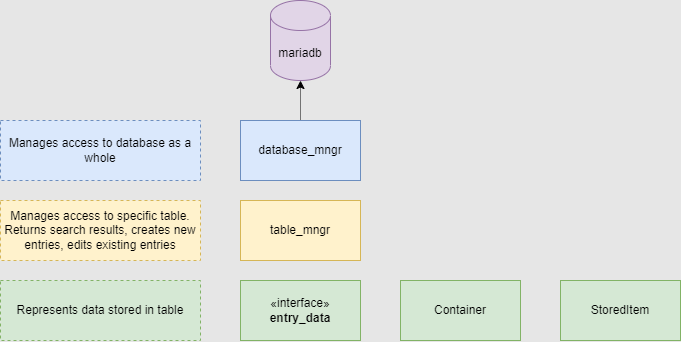 mariadb
Manages access to database as a
whole
database_mngr
Manages access to specific table.
Returns search results, creates new
entries, edits existing entries
table_mngr
Represents data stored in table
«interface»
entry_data
Container
StoredItem